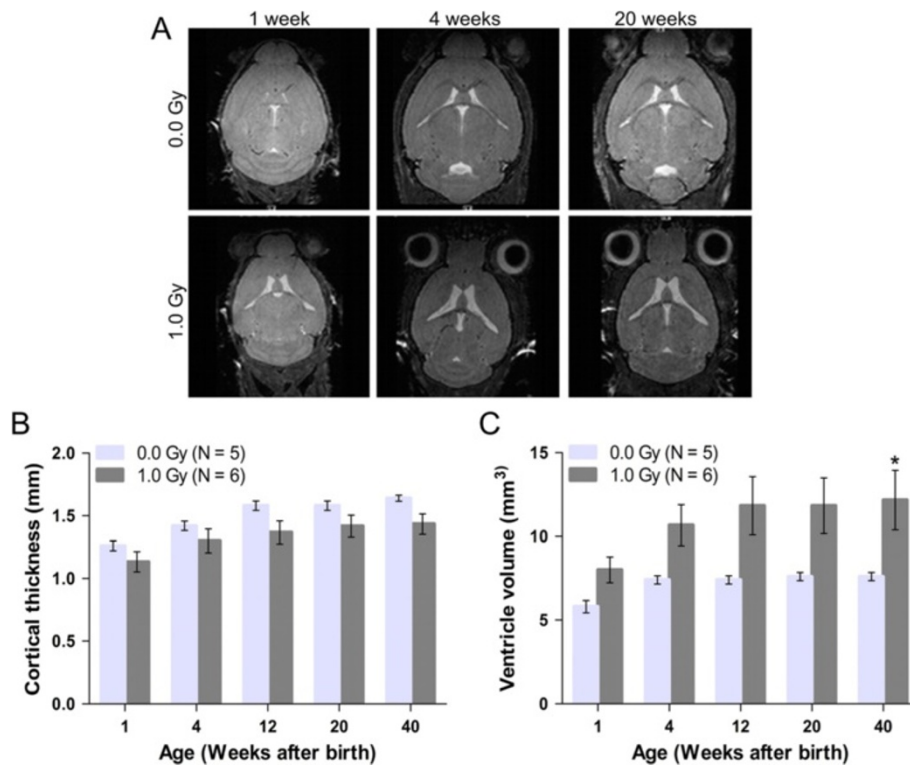 A
1 week 4 weeks 20 weeks
0.0 Gy
1.0 Gy
B
0.0 Gy (N = 5)
1.0 Gy (N = 6)
Cortical thickness (mm)
2.0
1.5
1.0
0.5
0.0
1 4 12 20 40
Age (Weeks after birth)
C
0.0 Gy (N = 5)
1.0 Gy (N = 6)
*
Ventricle volume (mm³)
15
10
5
0
1 4 12 20 40
Age (Weeks after birth)